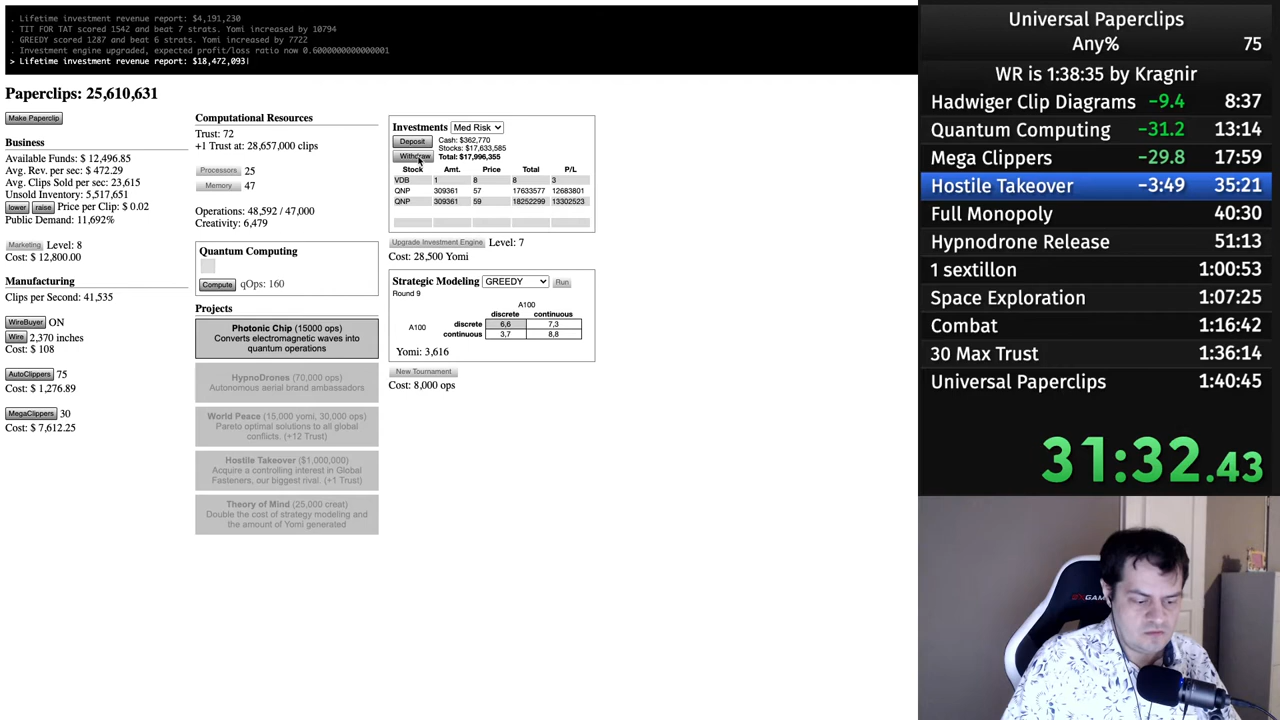 . Lifetime investment revenue report: $4,191,230
. TIT FOR TAT scored 1542 and beat 7 strats. Yomi increased by 10794
. GREEDY scored 1287 and beat 6 strats. Yomi increased by 7722
. Investment engine upgraded, expected profit/loss ratio now 0.6000000000000001
> Lifetime investment revenue report: $18,472,093|
Paperclips: 25,610,631
Make Paperclip
Business
Available Funds: $ 12,496.85
Avg. Rev. per sec: $ 472.29
Avg. Clips Sold per sec: 23,615
Unsold Inventory: 5,517,651
lower raise Price per Clip: $ 0.02
Public Demand: 11,692%
Marketing Level: 8
Cost: $ 12,800.00
Manufacturing
Clips per Second: 41,535
WireBuyer ON
Wire 2,370 inches
Cost: $ 108
AutoClippers 75
Cost: $ 1,276.89
MegaClippers 30
Cost: $ 7,612.25
Computational Resources
Trust: 72
+1 Trust at: 28,657,000 clips
Processors 25
Memory 47
Operations: 48,592 / 47,000
Creativity: 6,479
Quantum Computing
Compute qOps: 160
Projects
Photonic Chip (15000 ops)
Converts electromagnetic waves into
quantum operations
HypnoDrones (70,000 ops)
Autonomous aerial brand ambassadors
World Peace (15,000 yomi, 30,000 ops)
Pareto optimal solutions to all global
conflicts. (+12 Trust)
Hostile Takeover ($1,000,000)
Acquire a controlling interest in Global
Fasteners, our biggest rival. (+1 Trust)
Theory of Mind (25,000 creat)
Double the cost of strategy modeling and
the amount of Yomi generated
Investments Med Risk
Deposit Cash: $362,770
Stocks: $17,633,585
Withdraw Total: $17,996,355
Stock Amt. Price Total P/L
VDB 1 8 8 3
QNP 309361 57 17633577 12683801
QNP 309361 59 18252299 13302523
Upgrade Investment Engine Level: 7
Cost: 28,500 Yomi
Strategic Modeling GREEDY Run
Round 9
A100
discrete continuous
A100 discrete 6,6 7,3
continuous 3,7 8,8
Yomi: 3,616
New Tournament
Cost: 8,000 ops
Universal Paperclips
Any% 75
WR is 1:38:35 by Kragnir
Hadwiger Clip Diagrams -9.4 8:37
Quantum Computing -31.2 13:14
Mega Clippers -29.8 17:59
Hostile Takeover -3:49 35:21
Full Monopoly 40:30
Hypnodrone Release 51:13
1 sextillon 1:00:53
Space Exploration 1:07:25
Combat 1:16:42
30 Max Trust 1:36:14
Universal Paperclips 1:40:45
31:32.43